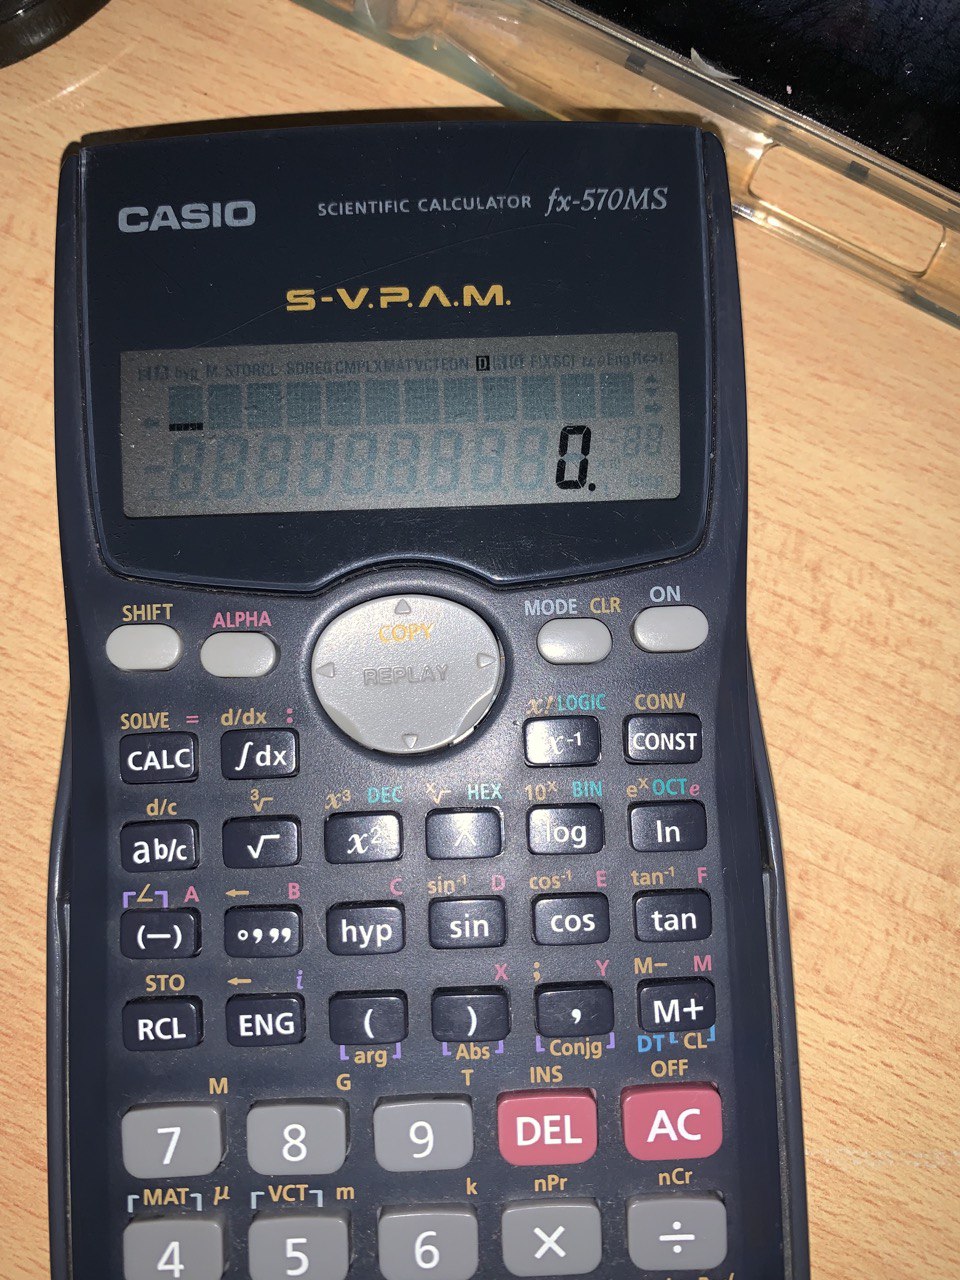 CASIO SCIENTIFIC CALCULATOR fx-570MS
S-V.P.A.M.
D
0.
SHIFT ALPHA MODE CLR ON
COPY
REPLAY
SOLVE = d/dx : x! LOGIC CONV
CALC ∫dx x⁻¹ CONST
d/c ³√ x³ DEC ˣ√ HEX 10ˣ BIN eˣ OCT e
ab/c √ x² ∧ log ln
∠ A ← B C sin⁻¹ D cos⁻¹ E tan⁻¹ F
(−) °,,, hyp sin cos tan
STO ← i X ; Y M− M
RCL ENG ( ) , M+
arg Abs Conjg DT CL
M G T INS OFF
7 8 9 DEL AC
MAT μ VCT m k nPr nCr
4 5 6 × ÷